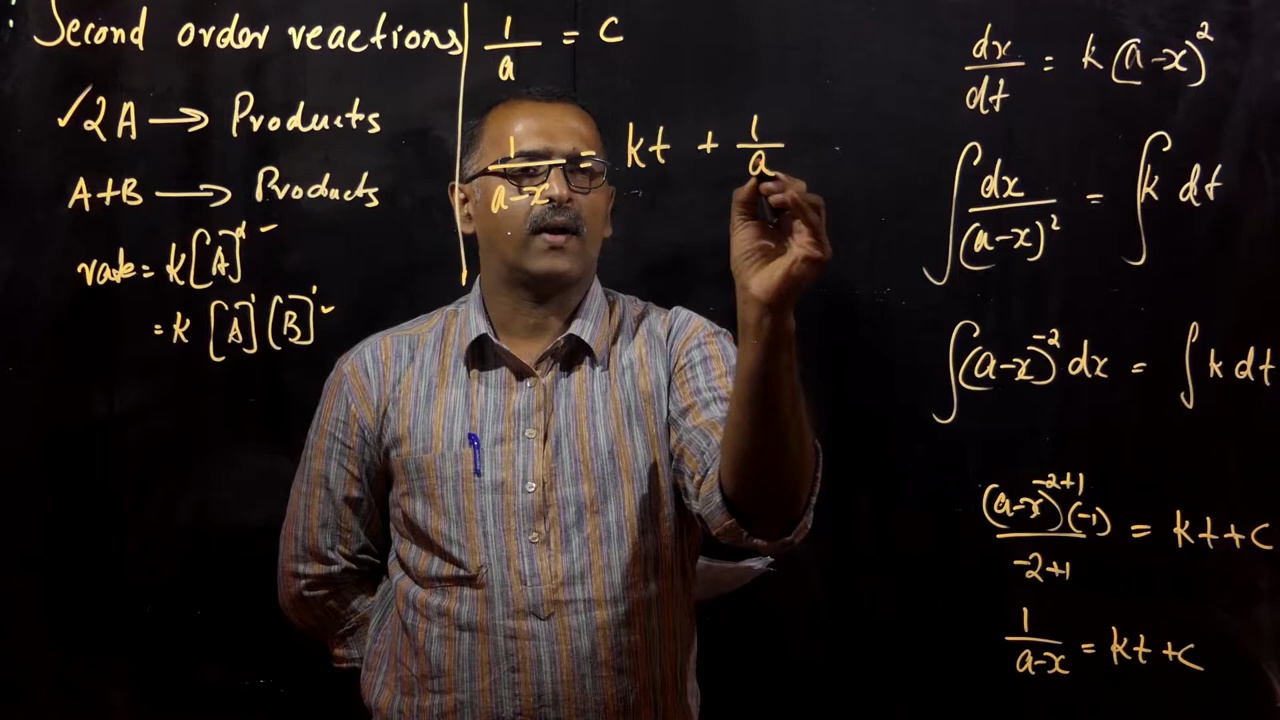 Second order reactions
✓2A → Products
A+B → Products
rate = k[A]²
= k [A]¹[B]¹
1/a = c
1/(a-x) = kt + 1/a
dx/dt = k(a-x)²
∫ dx/(a-x)² = ∫ k dt
∫ (a-x)⁻² dx = ∫ k dt
(a-x)⁻²⁺¹(-1)/(-2+1) = kt+c
1/(a-x) = kt+c